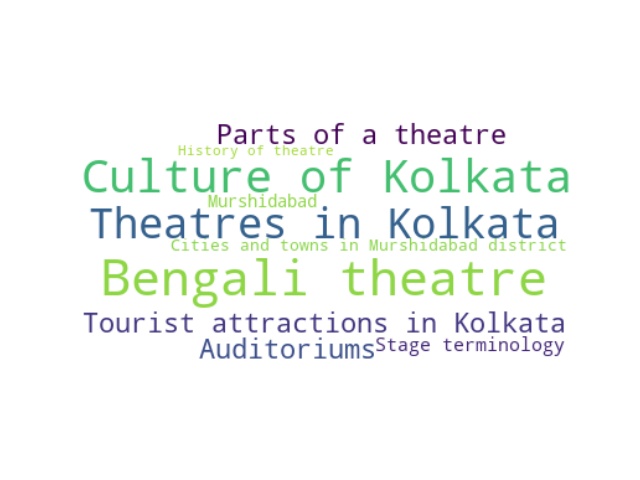 Parts of a theatre
History of theatre
Culture of Kolkata
Murshidabad
Theatres in Kolkata
Cities and towns in Murshidabad district
Bengali theatre
Tourist attractions in Kolkata
Auditoriums Stage terminology